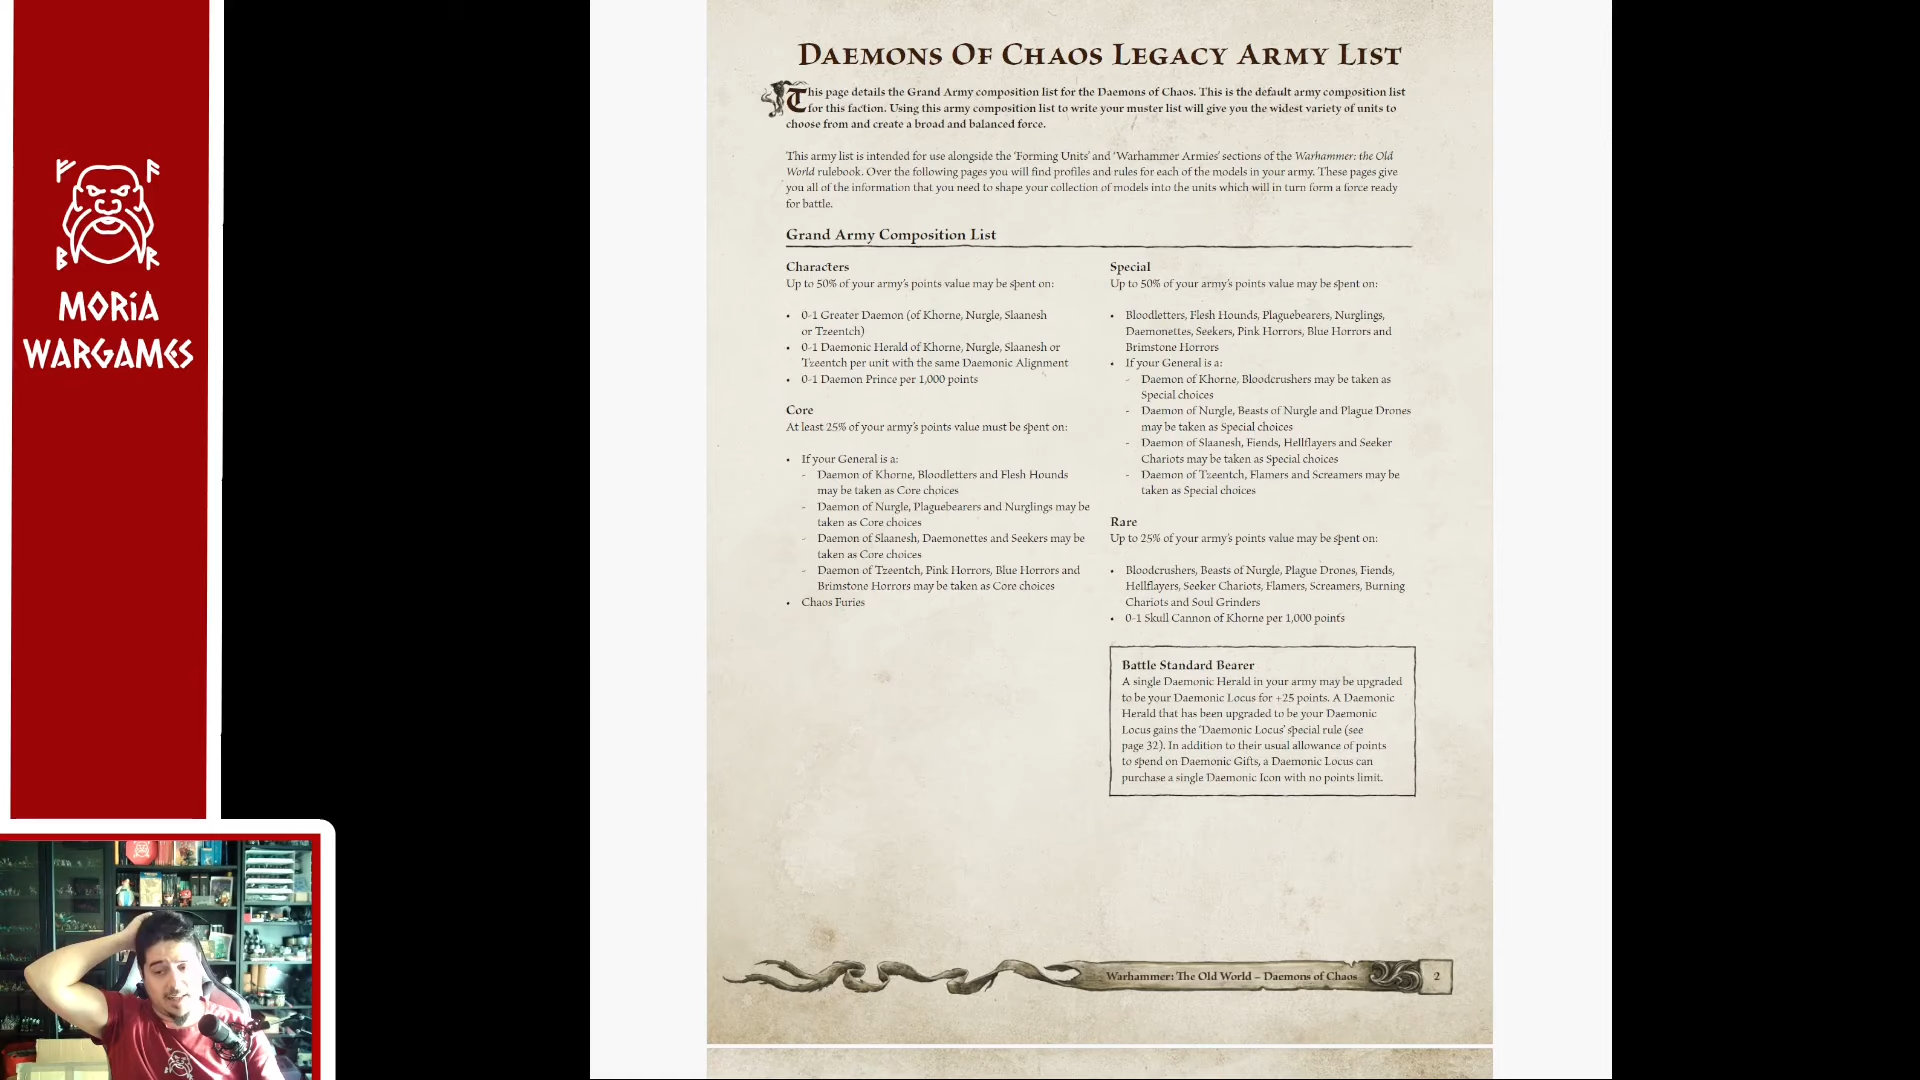 MORIA
WARGAMES
DAEMONS OF CHAOS LEGACY ARMY LIST
This page details the Grand Army composition list for the Daemons of Chaos. This is the default army composition list
for this faction. Using this army composition list to write your muster list will give you the widest variety of units to
choose from and create a broad and balanced force.
This army list is intended for use alongside the 'Forming Units' and 'Warhammer Armies' sections of the Warhammer: the Old
World rulebook. Over the following pages you will find profiles and rules for each of the models in your army. These pages give
you all of the information that you need to shape your collection of models into the units which will in turn form a force ready
for battle.
Grand Army Composition List
Characters
Up to 50% of your army's points value may be spent on:
• 0-1 Greater Daemon (of Khorne, Nurgle, Slaanesh
or Tzeentch)
• 0-1 Daemonic Herald of Khorne, Nurgle, Slaanesh or
Tzeentch per unit with the same Daemonic Alignment
• 0-1 Daemon Prince per 1,000 points
Core
At least 25% of your army's points value must be spent on:
• If your General is a:
- Daemon of Khorne, Bloodletters and Flesh Hounds
may be taken as Core choices
- Daemon of Nurgle, Plaguebearers and Nurglings may be
taken as Core choices
- Daemon of Slaanesh, Daemonettes and Seekers may be
taken as Core choices
- Daemon of Tzeentch, Pink Horrors, Blue Horrors and
Brimstone Horrors may be taken as Core choices
• Chaos Furies
Special
Up to 50% of your army's points value may be spent on:
• Bloodletters, Flesh Hounds, Plaguebearers, Nurglings,
Daemonettes, Seekers, Pink Horrors, Blue Horrors and
Brimstone Horrors
• If your General is a:
- Daemon of Khorne, Bloodcrushers may be taken as
Special choices
- Daemon of Nurgle, Beasts of Nurgle and Plague Drones
may be taken as Special choices
- Daemon of Slaanesh, Fiends, Hellflayers and Seeker
Chariots may be taken as Special choices
- Daemon of Tzeentch, Flamers and Screamers may be
taken as Special choices
Rare
Up to 25% of your army's points value may be spent on:
• Bloodcrushers, Beasts of Nurgle, Plague Drones, Fiends,
Hellflayers, Seeker Chariots, Flamers, Screamers, Burning
Chariots and Soul Grinders
• 0-1 Skull Cannon of Khorne per 1,000 points
Battle Standard Bearer
A single Daemonic Herald in your army may be upgraded
to be your Daemonic Locus for +25 points. A Daemonic
Herald that has been upgraded to be your Daemonic
Locus gains the 'Daemonic Locus' special rule (see
page 32). In addition to their usual allowance of points
to spend on Daemonic Gifts, a Daemonic Locus can
purchase a single Daemonic Icon with no points limit.
Warhammer: The Old World – Daemons of Chaos 2